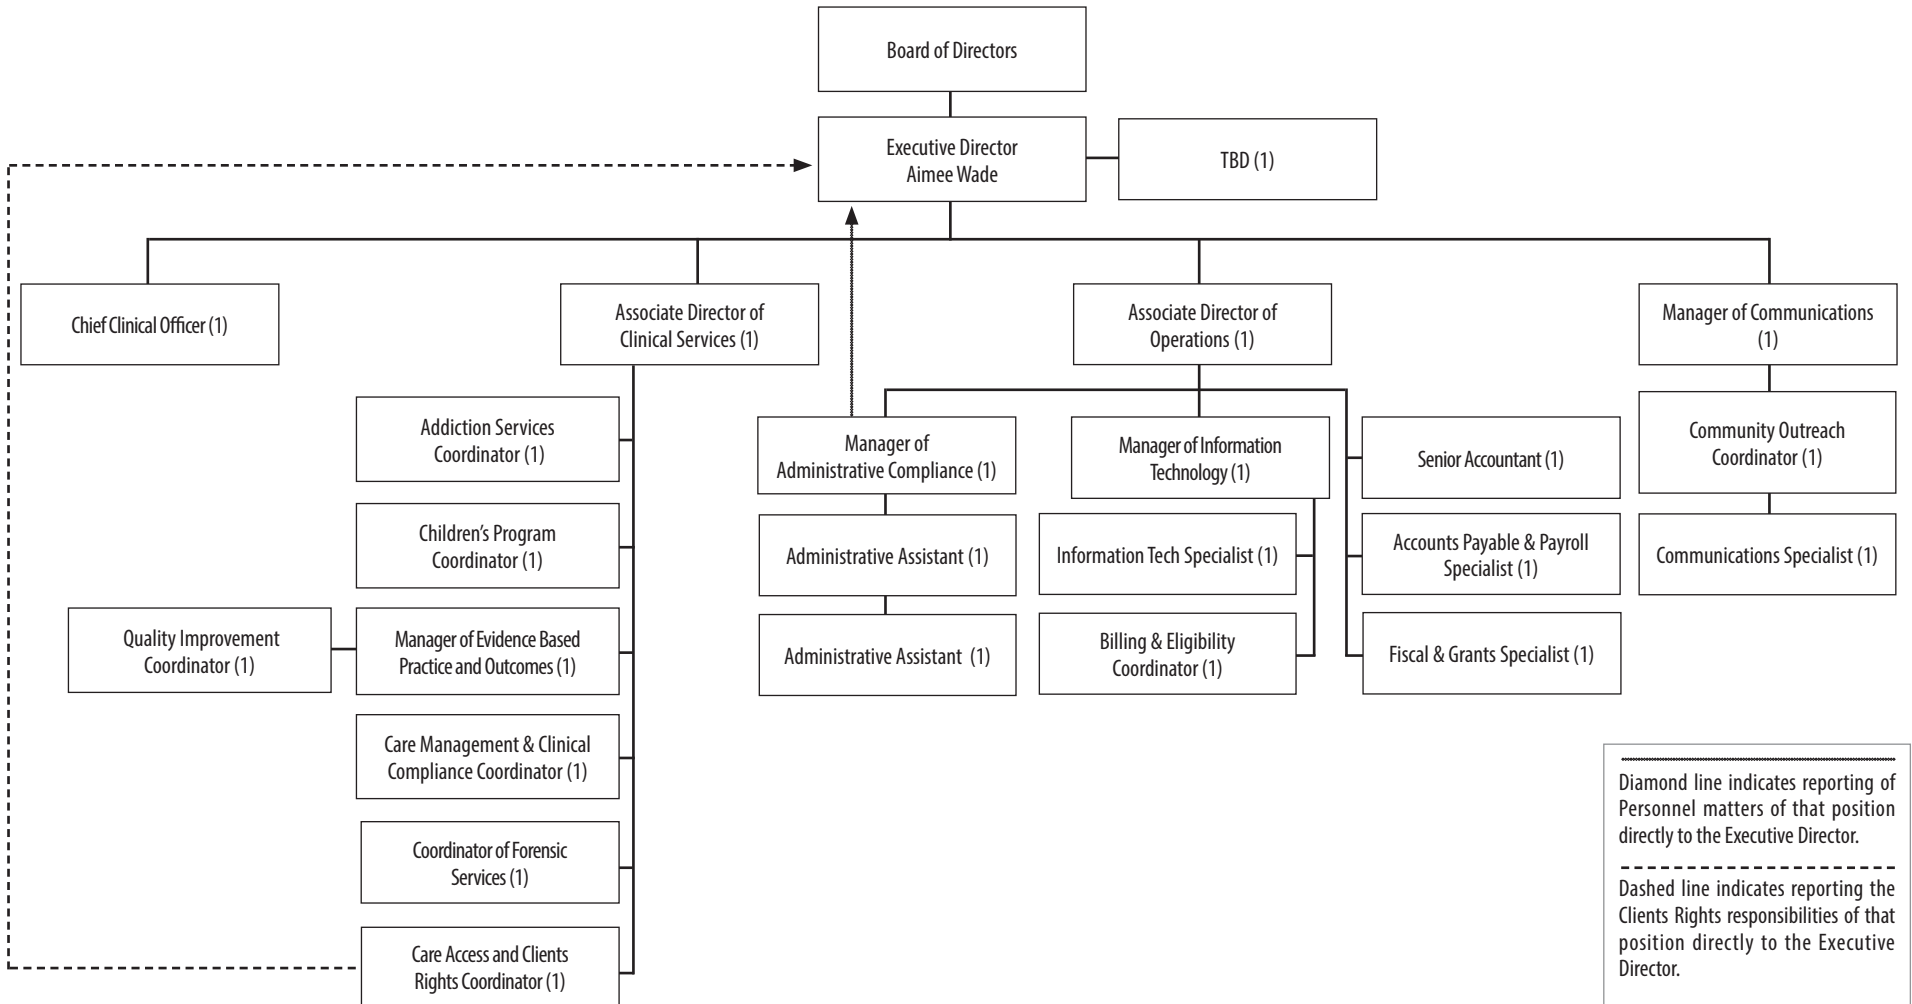 Board of Directors
Executive Director
Aimee Wade
TBD (1)
Chief Clinical Officer (1)
Associate Director of
Clinical Services (1)
Associate Director of
Operations (1)
Manager of Communications
(1)
Addiction Services
Coordinator (1)
Children’s Program
Coordinator (1)
Quality Improvement
Coordinator (1)
Manager of Evidence Based
Practice and Outcomes (1)
Care Management & Clinical
Compliance Coordinator (1)
Coordinator of Forensic
Services (1)
Care Access and Clients
Rights Coordinator (1)
Manager of
Administrative Compliance (1)
Administrative Assistant (1)
Administrative Assistant (1)
Manager of Information
Technology (1)
Information Tech Specialist (1)
Billing & Eligibility
Coordinator (1)
Senior Accountant (1)
Accounts Payable & Payroll
Specialist (1)
Fiscal & Grants Specialist (1)
Community Outreach
Coordinator (1)
Communications Specialist (1)
Diamond line indicates reporting of
Personnel matters of that position
directly to the Executive Director.
Dashed line indicates reporting the
Clients Rights responsibilities of that
position directly to the Executive
Director.